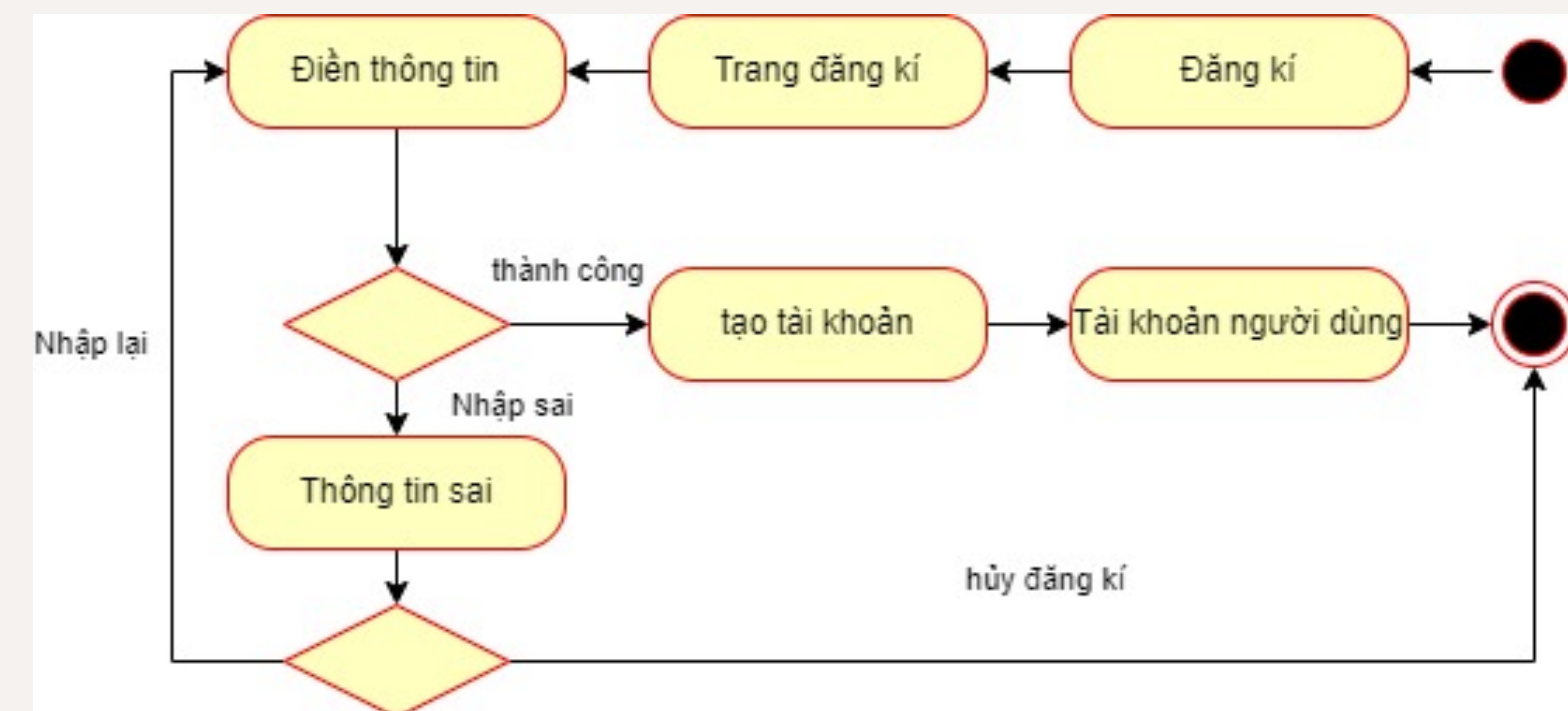 Điền thông tin
Trang đăng kí
Đăng kí
thành công
tạo tài khoản
Tài khoản người dùng
Nhập lại
Nhập sai
Thông tin sai
hủy đăng kí